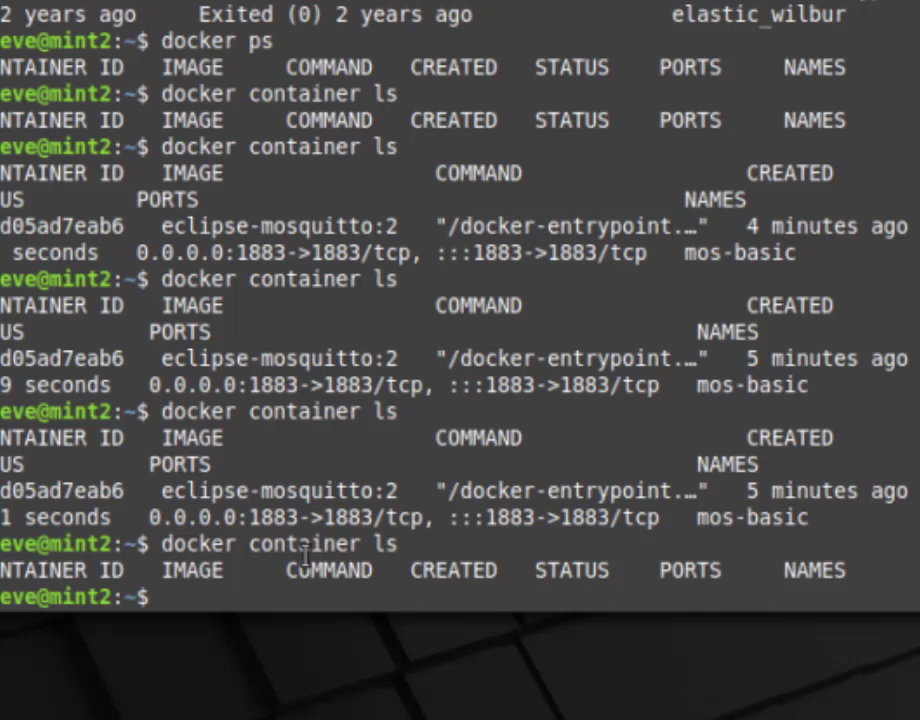 2 years ago     Exited (0) 2 years ago                elastic_wilbur
eve@mint2:~$ docker ps
NTAINER ID   IMAGE     COMMAND   CREATED   STATUS    PORTS     NAMES
eve@mint2:~$ docker container ls
NTAINER ID   IMAGE     COMMAND   CREATED   STATUS    PORTS     NAMES
eve@mint2:~$ docker container ls
NTAINER ID   IMAGE                 COMMAND                  CREATED
US         PORTS                                       NAMES
d05ad7eab6   eclipse-mosquitto:2   "/docker-entrypoint.…"   4 minutes ago
seconds   0.0.0.0:1883->1883/tcp, :::1883->1883/tcp   mos-basic
eve@mint2:~$ docker container ls
NTAINER ID   IMAGE                 COMMAND                  CREATED
US          PORTS                                       NAMES
d05ad7eab6   eclipse-mosquitto:2   "/docker-entrypoint.…"   5 minutes ago
9 seconds   0.0.0.0:1883->1883/tcp, :::1883->1883/tcp   mos-basic
eve@mint2:~$ docker container ls
NTAINER ID   IMAGE                 COMMAND                  CREATED
US          PORTS                                       NAMES
d05ad7eab6   eclipse-mosquitto:2   "/docker-entrypoint.…"   5 minutes ago
1 seconds   0.0.0.0:1883->1883/tcp, :::1883->1883/tcp   mos-basic
eve@mint2:~$ docker container ls
NTAINER ID   IMAGE     COMMAND   CREATED   STATUS    PORTS     NAMES
eve@mint2:~$